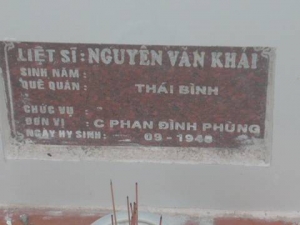 LIỆT SĨ: NGUYỄN VĂN KHAI
SINH NĂM :
QUÊ QUÁN : THÁI BÌNH
CHỨC VỤ :
ĐƠN VỊ : C PHAN ĐÌNH PHÙNG
NGÀY HY SINH: 09-1948